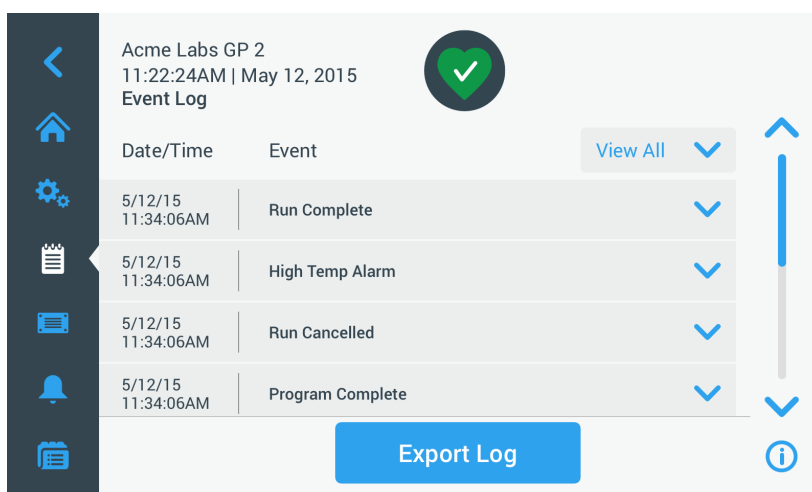 Acme Labs GP 2
11:22:24AM | May 12, 2015
Event Log
Date/Time Event View All
5/12/15
11:34:06AM
Run Complete
5/12/15
11:34:06AM
High Temp Alarm
5/12/15
11:34:06AM
Run Cancelled
5/12/15
11:34:06AM
Program Complete
Export Log